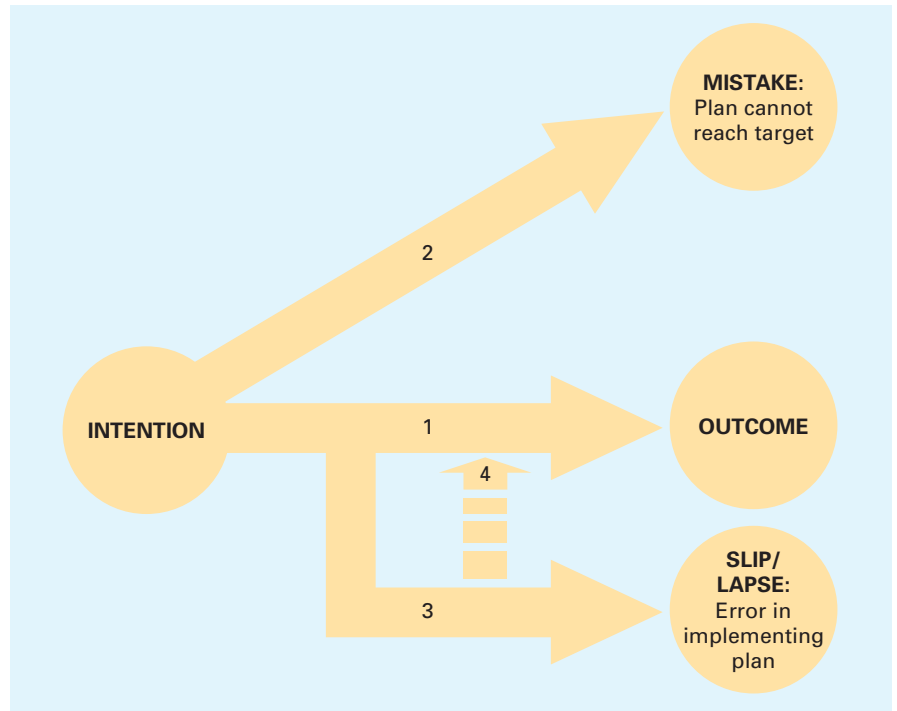 MISTAKE:
Plan cannot
reach target
2
INTENTION
1
OUTCOME
4
3
SLIP/
LAPSE:
Error in
implementing
plan